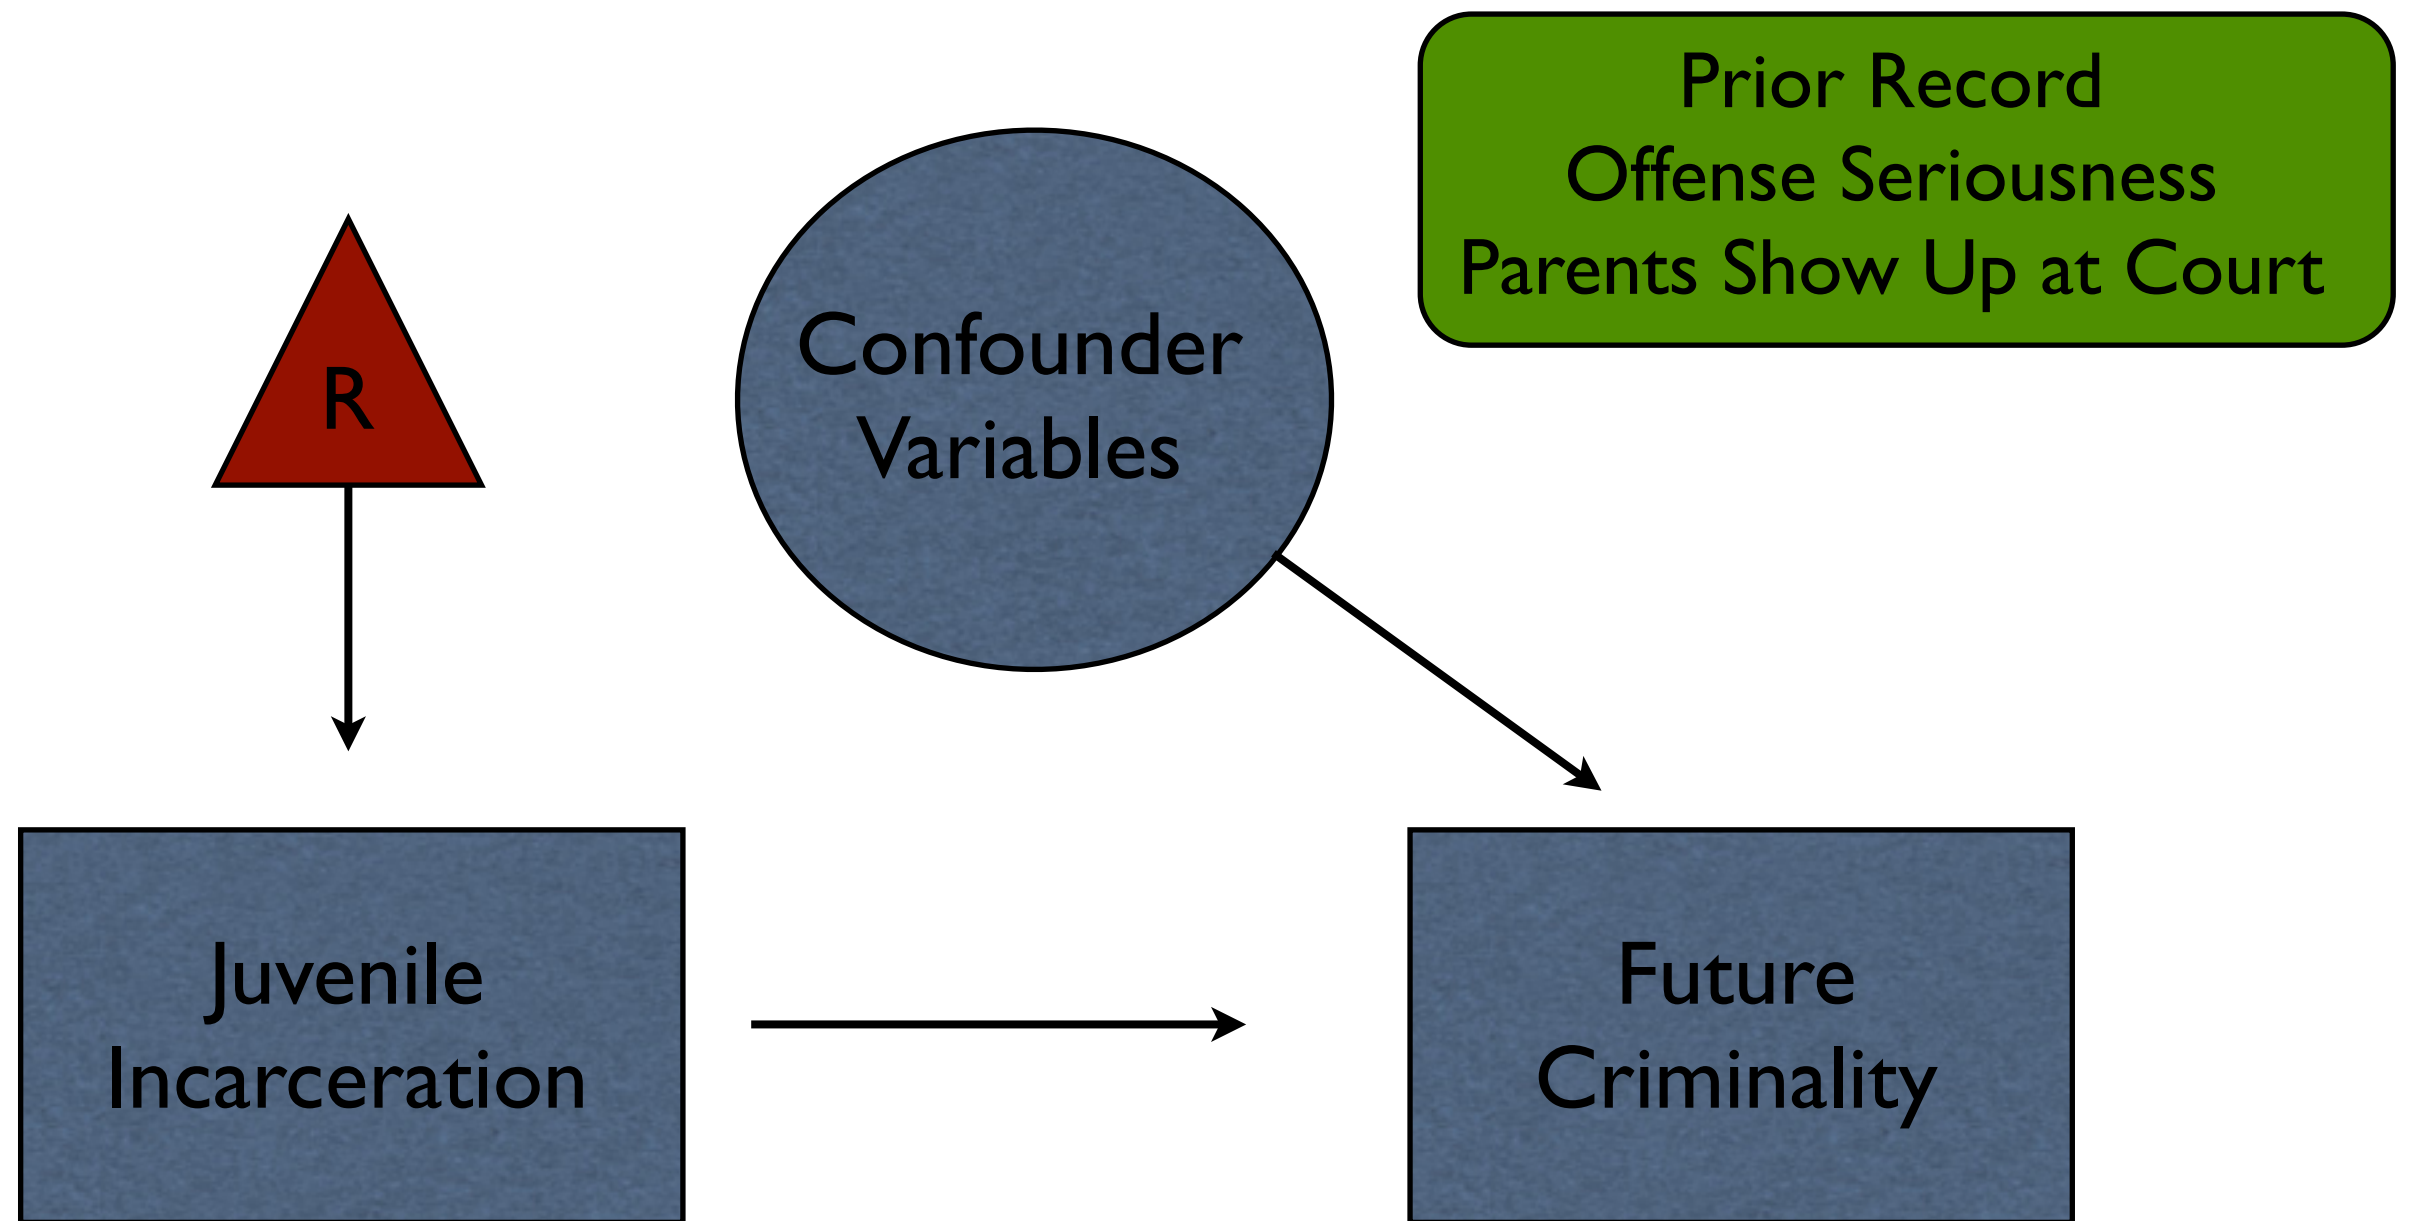 Prior Record
Offense Seriousness
Parents Show Up at Court
R
Confounder
Variables
Juvenile
Incarceration
Future
Criminality